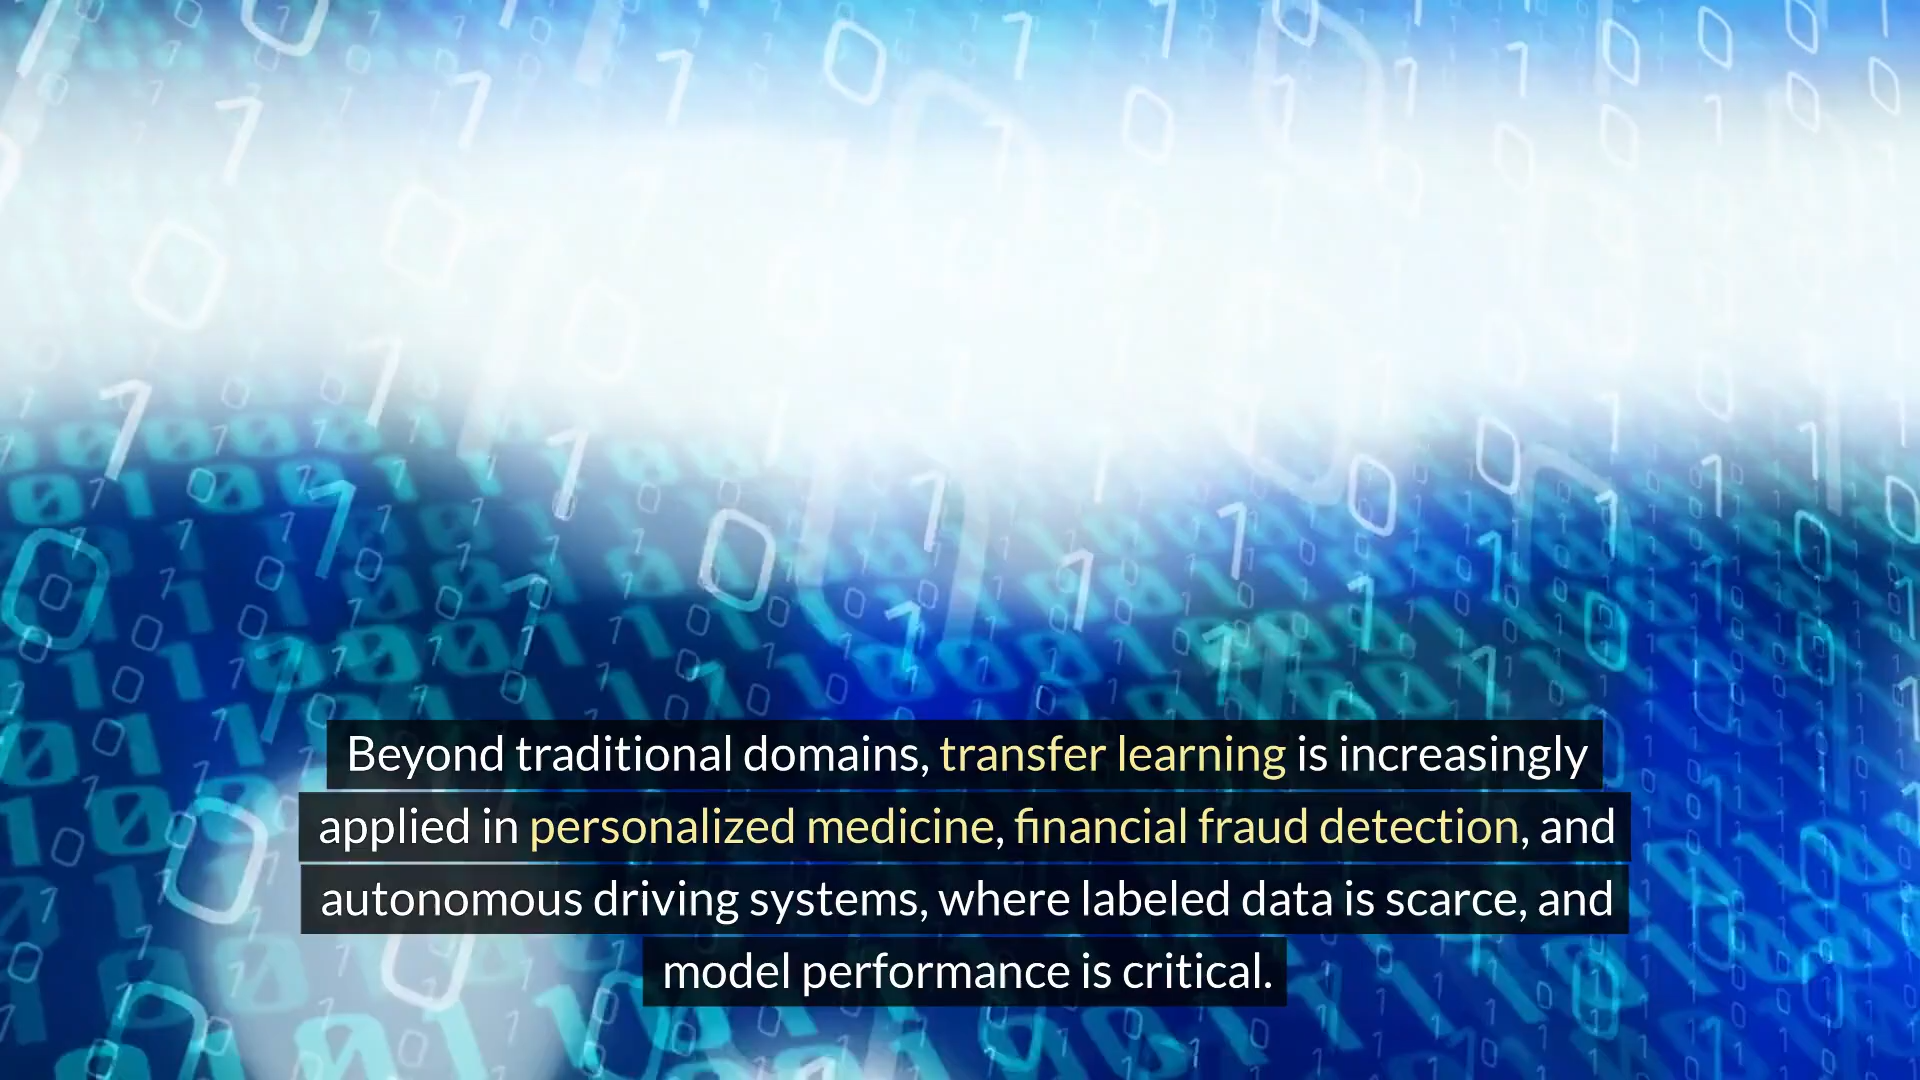 Beyond traditional domains, transfer learning is increasingly
applied in personalized medicine, financial fraud detection, and
autonomous driving systems, where labeled data is scarce, and
model performance is critical.